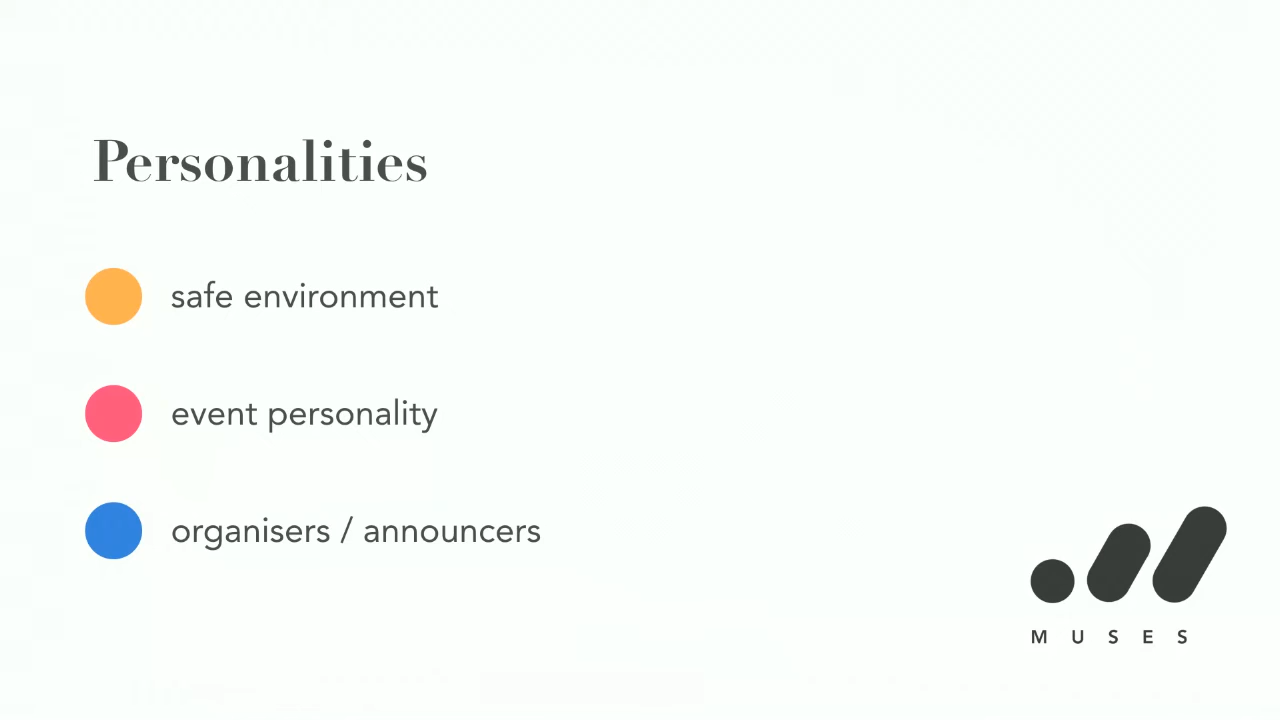 Personalities
safe environment
event personality
organisers / announcers
MUSES